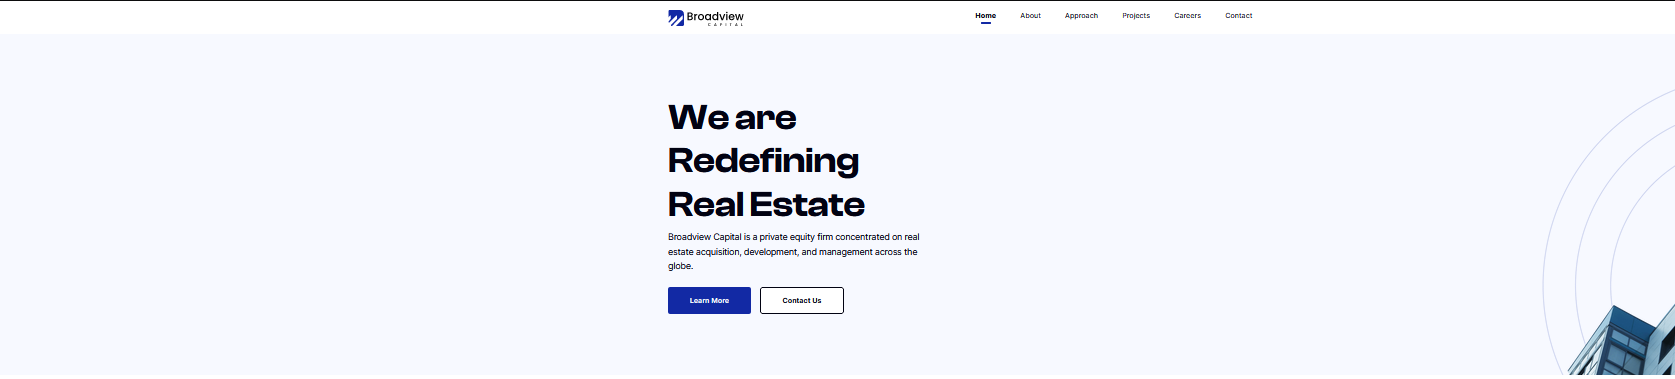 Broadview
CAPITAL
Home About Approach Projects Careers Contact
We are
Redefining
Real Estate
Broadview Capital is a private equity firm concentrated on real
estate acquisition, development, and management across the
globe.
Learn More Contact Us